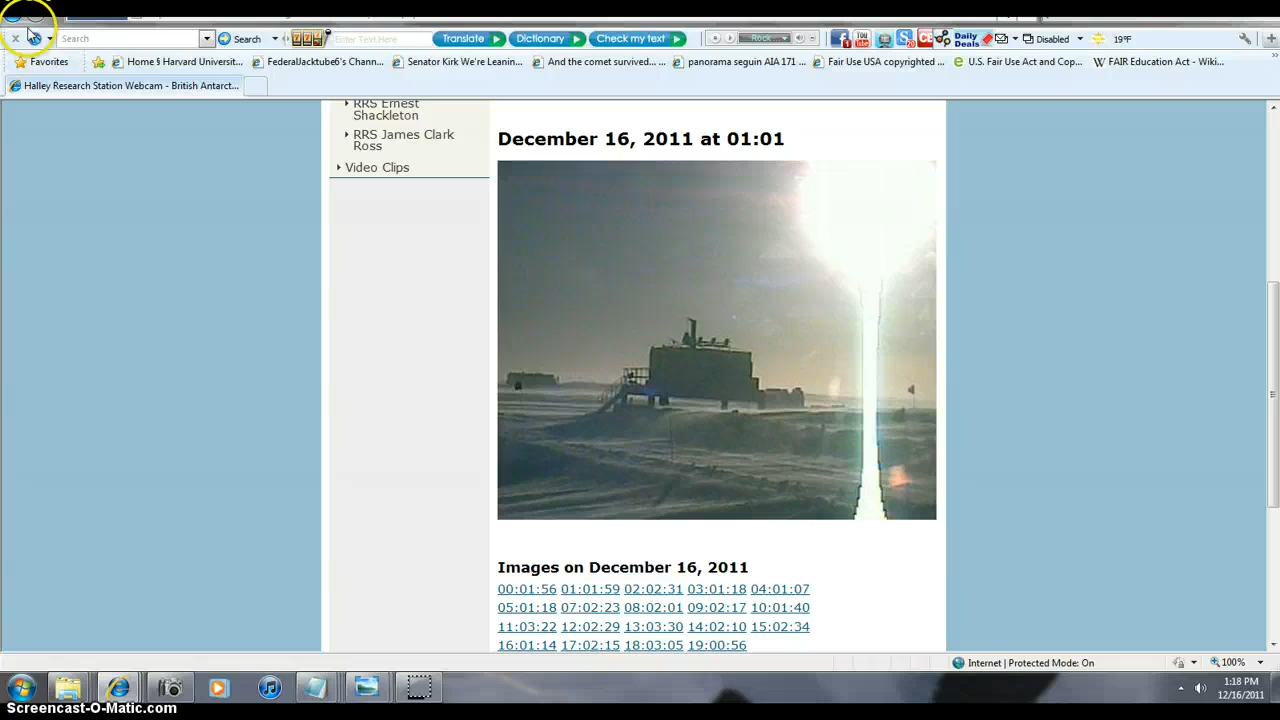 Search Search Enter Text Here Translate Dictionary Check my text Rock Daily Deals Disabled 19°F
Favorites Home § Harvard Universit... FederalJacktube6's Chann... Senator Kirk We're Leanin... And the comet survived... panorama seguin AIA 171 ... Fair Use USA copyrighted ... U.S. Fair Use Act and Cop... FAIR Education Act - Wiki...
Halley Research Station Webcam - British Antarct...
RRS Ernest
Shackleton
RRS James Clark
Ross
Video Clips
December 16, 2011 at 01:01
Images on December 16, 2011
00:01:56 01:01:59 02:02:31 03:01:18 04:01:07
05:01:18 07:02:23 08:02:01 09:02:17 10:01:40
11:03:22 12:02:29 13:03:30 14:02:10 15:02:34
16:01:14 17:02:15 18:03:05 19:00:56
Internet | Protected Mode: On 100%
1:18 PM
12/16/2011
Screencast-O-Matic.com